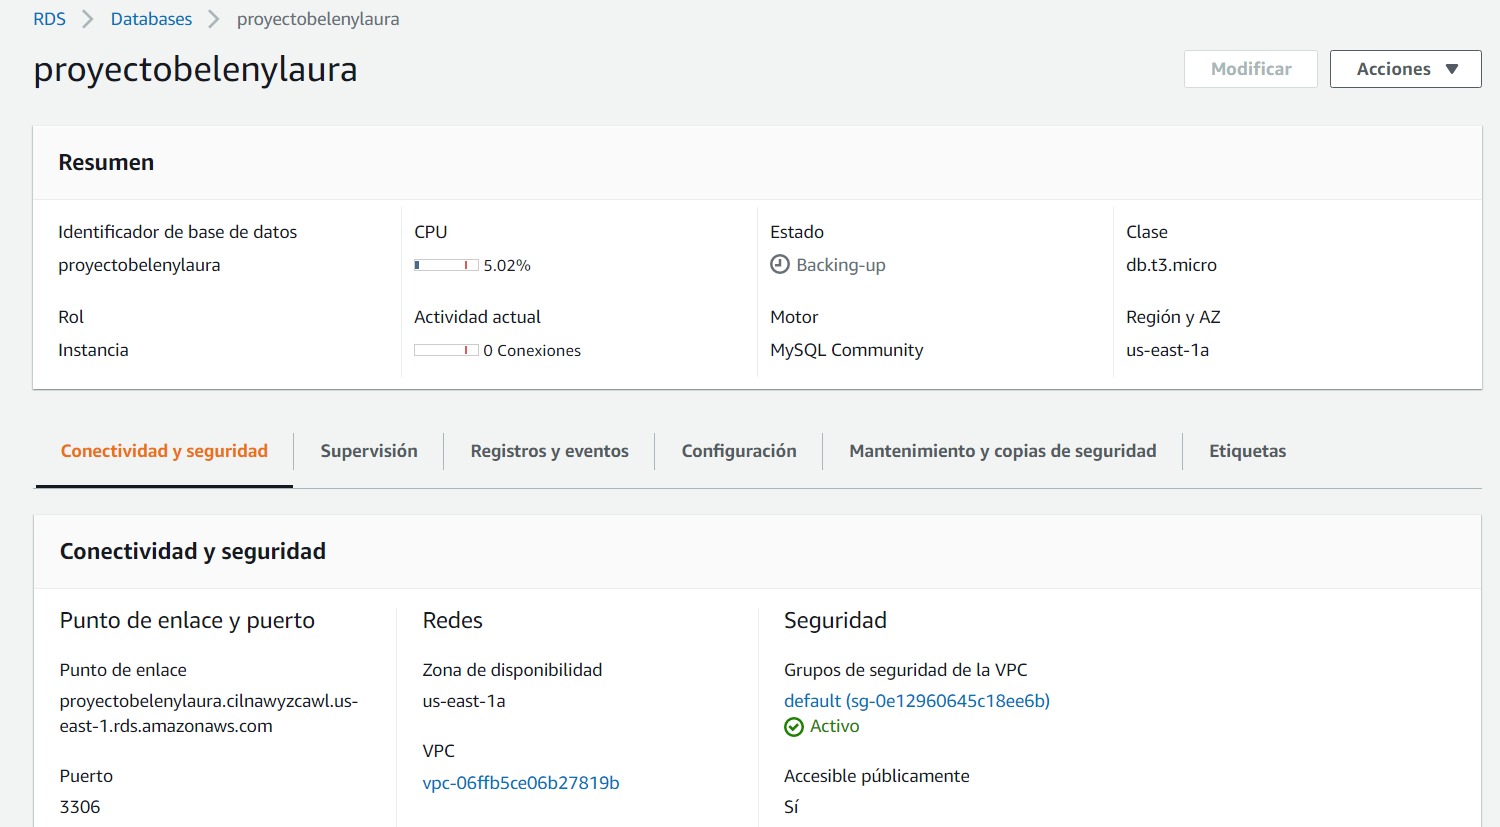 RDS > Databases > proyectobelenylaura
proyectobelenylaura
Modificar
Acciones
Resumen
Identificador de base de datos
proyectobelenylaura
CPU
5.02%
Estado
Backing-up
Clase
db.t3.micro
Rol
Instancia
Actividad actual
0 Conexiones
Motor
MySQL Community
Región y AZ
us-east-1a
Conectividad y seguridad
Supervisión
Registros y eventos
Configuración
Mantenimiento y copias de seguridad
Etiquetas
Conectividad y seguridad
Punto de enlace y puerto
Punto de enlace
proyectobelenylaura.cilnawyzcawl.us-
east-1.rds.amazonaws.com
Puerto
3306
Redes
Zona de disponibilidad
us-east-1a
VPC
vpc-06ffb5ce06b27819b
Seguridad
Grupos de seguridad de la VPC
default (sg-0e12960645c18ee6b)
Activo
Accesible públicamente
Sí